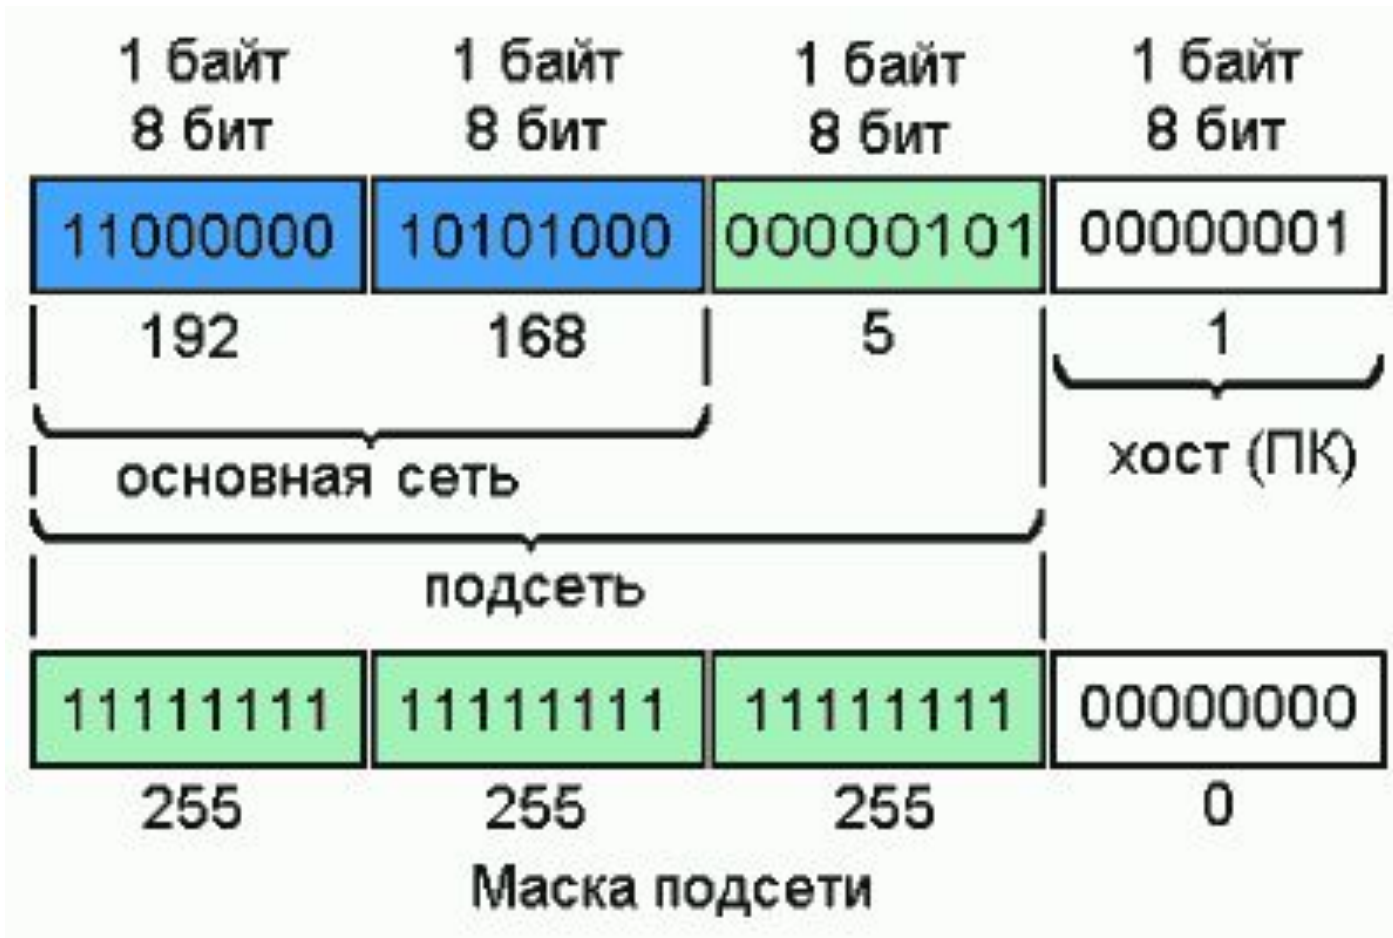 1 байт 1 байт 1 байт 1 байт
8 бит 8 бит 8 бит 8 бит
11000000 10101000 00000101 00000001
192 168 5 1
хост (ПК)
основная сеть
подсеть
11111111 11111111 11111111 00000000
255 255 255 0
Маска подсети